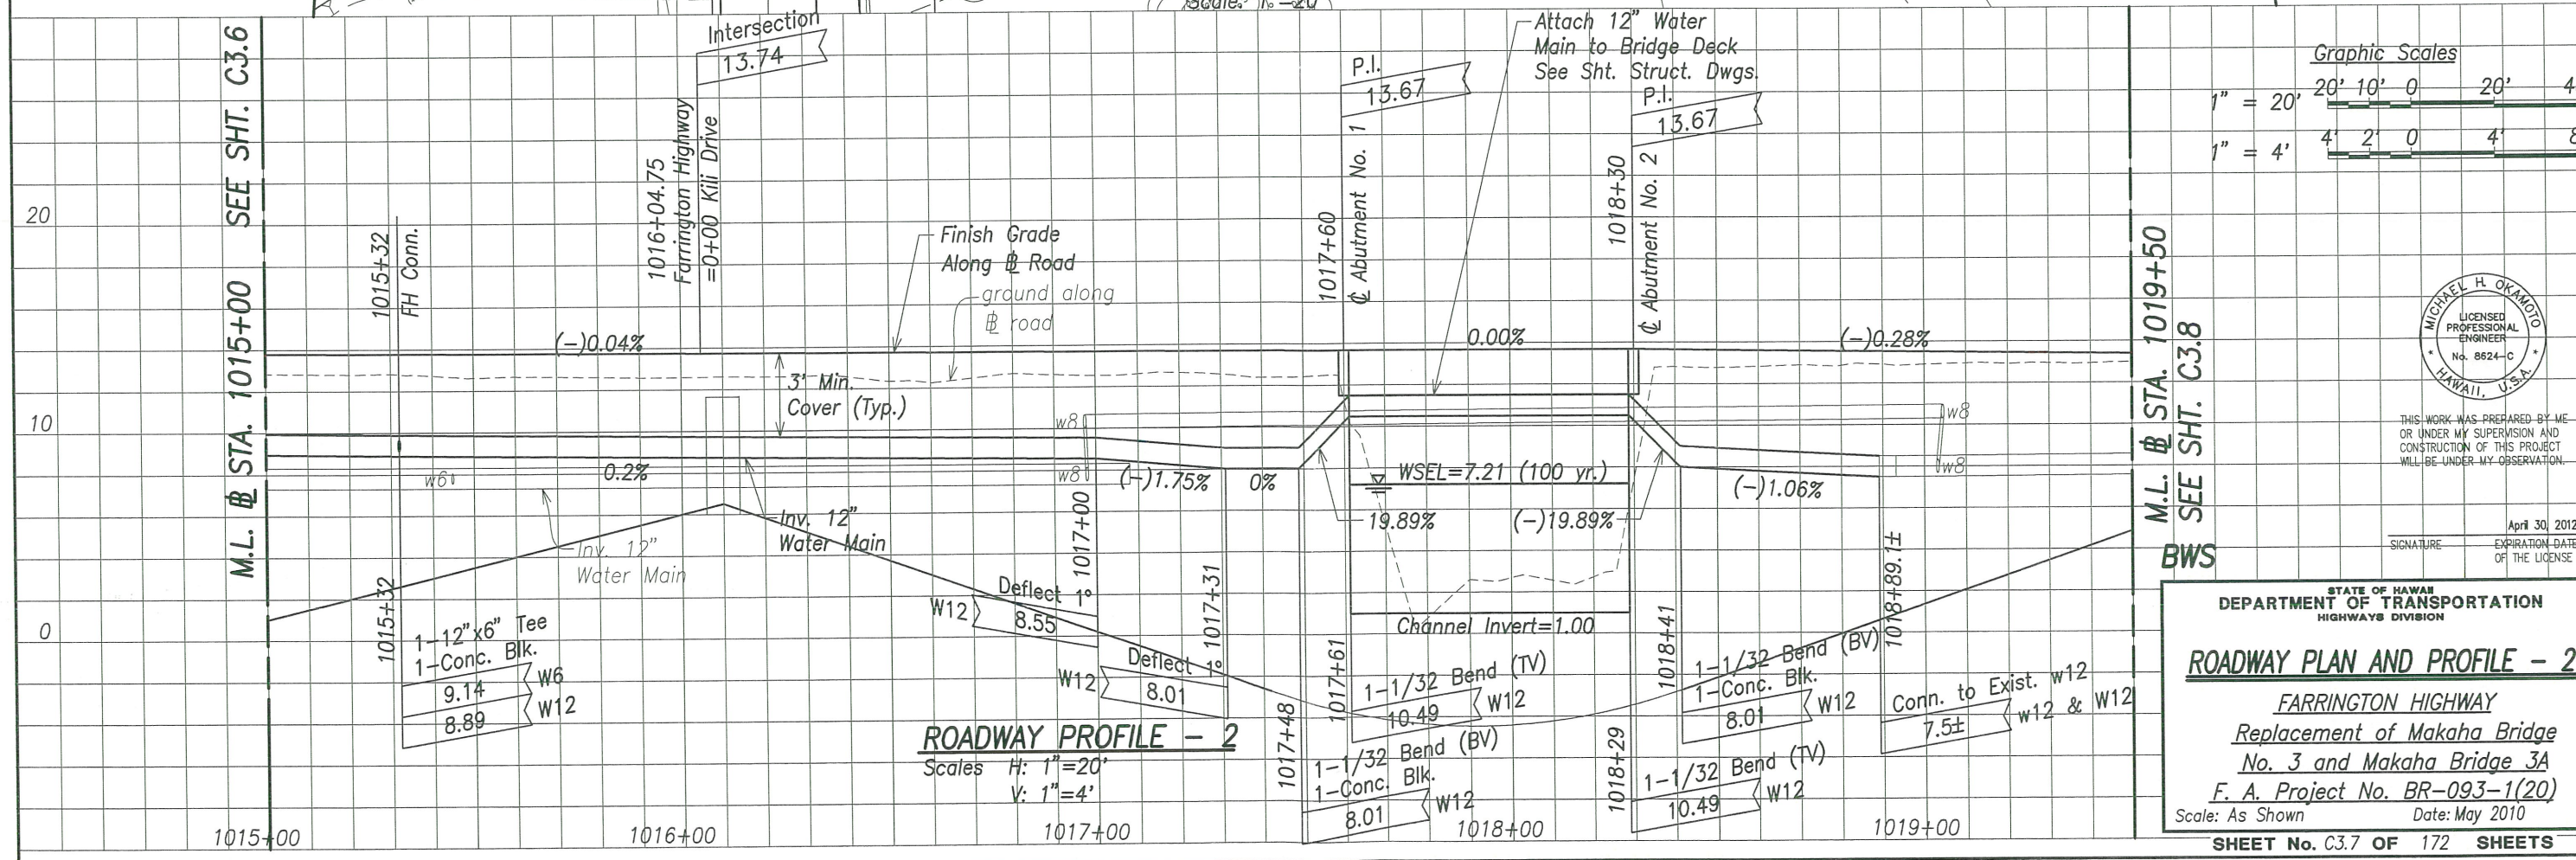 Scale: 1"=20'
Intersection
13.74
1016+04.75
Farrington Highway
=0+00 Kili Drive
P.I.
13.67
1017+60
℄ Abutment No. 1
Attach 12" Water
Main to Bridge Deck
See Sht. Struct. Dwgs.
P.I.
13.67
1018+30
℄ Abutment No. 2
Graphic Scales
1" = 20'
20' 10' 0 20'
1" = 4'
4' 2' 0 4'
M.L. BL STA. 1015+00 SEE SHT. C3.6
20
10
0
1015+32
FH Conn.
Finish Grade
Along BL Road
ground along
BL road
(-)0.04%
0.00%
(-)0.28%
3' Min.
Cover (Typ.)
w8
w8
w8
w8
w6
0.2%
(-)1.75%
0%
WSEL=7.21 (100 yr.)
(-)1.06%
19.89%
(-)19.89%
Inv. 12"
Water Main
Inv. 12"
Water Main
Channel Invert=1.00
1015+32
1-12"x6" Tee
1-Conc. Blk.
9.14 W6
8.89 W12
1017+00
Deflect 1°
W12 8.55
1017+31
Deflect 1°
W12 8.01
1017+48
1-1/32 Bend (BV)
1-Conc. Blk.
8.01 W12
1017+61
1-1/32 Bend (TV)
10.49 W12
1018+29
1-1/32 Bend (TV)
10.49 W12
1018+41
1-1/32 Bend (BV)
1-Conc. Blk.
8.01 W12
1018+89.1±
Conn. to Exist. w12
7.5± w12 & W12
ROADWAY PROFILE - 2
Scales H: 1"=20'
V: 1"=4'
1015+00
1016+00
1017+00
1018+00
1019+00
M.L. BL STA. 1019+50
SEE SHT. C3.8
MICHAEL H. OKAMOTO
LICENSED
PROFESSIONAL
ENGINEER
No. 8624-C
HAWAII, U.S.A.
THIS WORK WAS PREPARED BY ME
OR UNDER MY SUPERVISION AND
CONSTRUCTION OF THIS PROJECT
WILL BE UNDER MY OBSERVATION.
April 30, 2012
SIGNATURE
EXPIRATION DATE
OF THE LICENSE
BWS
STATE OF HAWAII
DEPARTMENT OF TRANSPORTATION
HIGHWAYS DIVISION
ROADWAY PLAN AND PROFILE - 2
FARRINGTON HIGHWAY
Replacement of Makaha Bridge
No. 3 and Makaha Bridge 3A
F. A. Project No. BR-093-1(20)
Scale: As Shown Date: May 2010
SHEET No. C3.7 OF 172 SHEETS